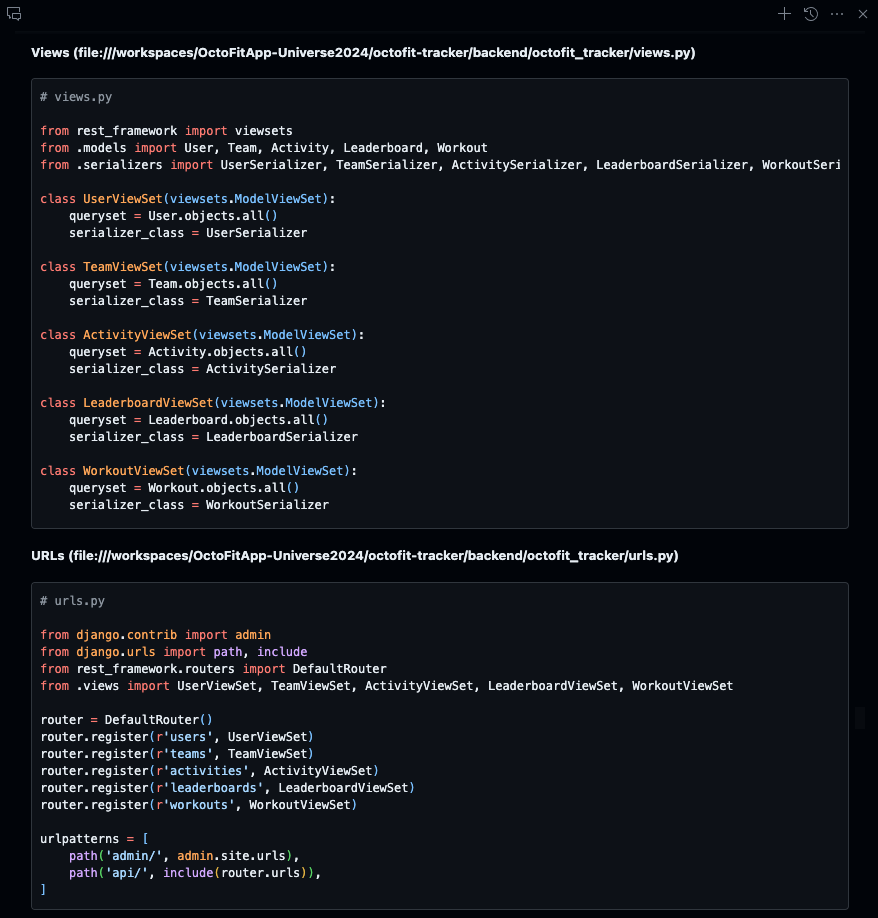 Views (file:///workspaces/OctoFitApp-Universe2024/octofit-tracker/backend/octofit_tracker/views.py)
# views.py

from rest_framework import viewsets
from .models import User, Team, Activity, Leaderboard, Workout
from .serializers import UserSerializer, TeamSerializer, ActivitySerializer, LeaderboardSerializer, WorkoutSeri

class UserViewSet(viewsets.ModelViewSet):
    queryset = User.objects.all()
    serializer_class = UserSerializer

class TeamViewSet(viewsets.ModelViewSet):
    queryset = Team.objects.all()
    serializer_class = TeamSerializer

class ActivityViewSet(viewsets.ModelViewSet):
    queryset = Activity.objects.all()
    serializer_class = ActivitySerializer

class LeaderboardViewSet(viewsets.ModelViewSet):
    queryset = Leaderboard.objects.all()
    serializer_class = LeaderboardSerializer

class WorkoutViewSet(viewsets.ModelViewSet):
    queryset = Workout.objects.all()
    serializer_class = WorkoutSerializer

URLs (file:///workspaces/OctoFitApp-Universe2024/octofit-tracker/backend/octofit_tracker/urls.py)
# urls.py

from django.contrib import admin
from django.urls import path, include
from rest_framework.routers import DefaultRouter
from .views import UserViewSet, TeamViewSet, ActivityViewSet, LeaderboardViewSet, WorkoutViewSet

router = DefaultRouter()
router.register(r'users', UserViewSet)
router.register(r'teams', TeamViewSet)
router.register(r'activities', ActivityViewSet)
router.register(r'leaderboards', LeaderboardViewSet)
router.register(r'workouts', WorkoutViewSet)

urlpatterns = [
    path('admin/', admin.site.urls),
    path('api/', include(router.urls)),
]